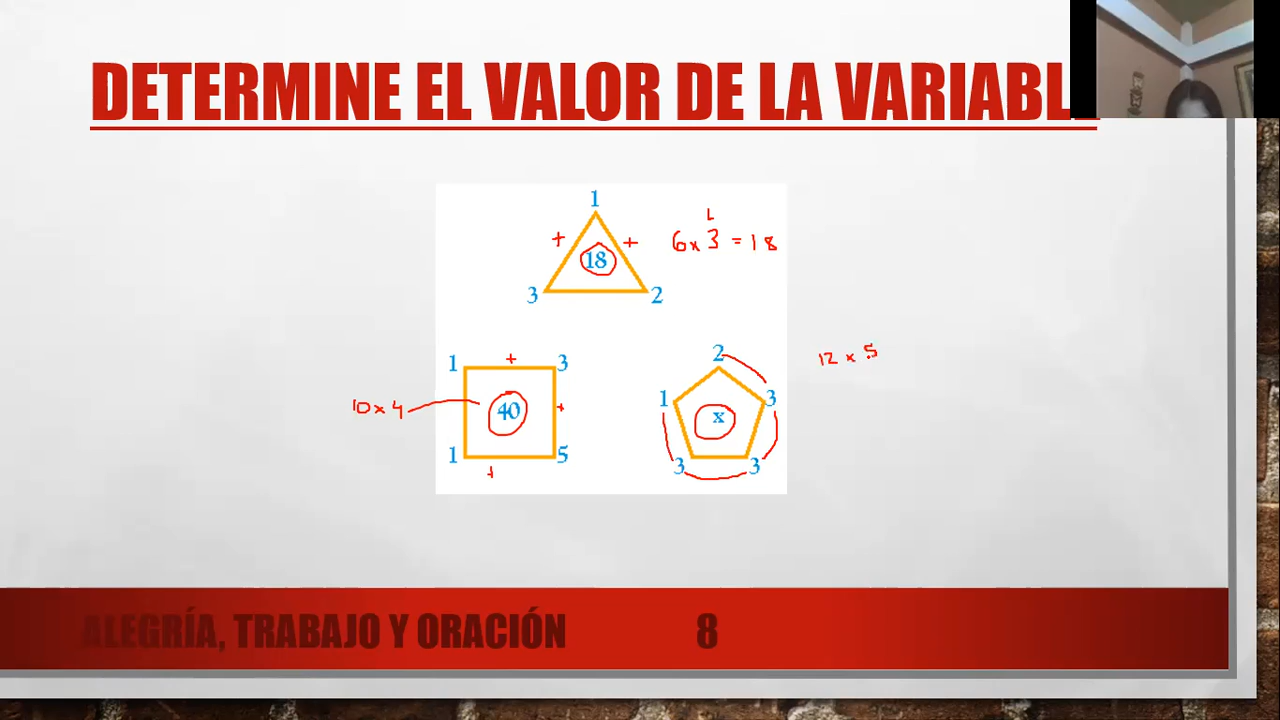 DETERMINE EL VALOR DE LA VARIABL
1
+ +
18
6x3=18
3 2
1 + 3
10x4
40
+
1 5
+
2
12 x 5
1 3
x
3 3
ALEGRÍA, TRABAJO Y ORACIÓN 8